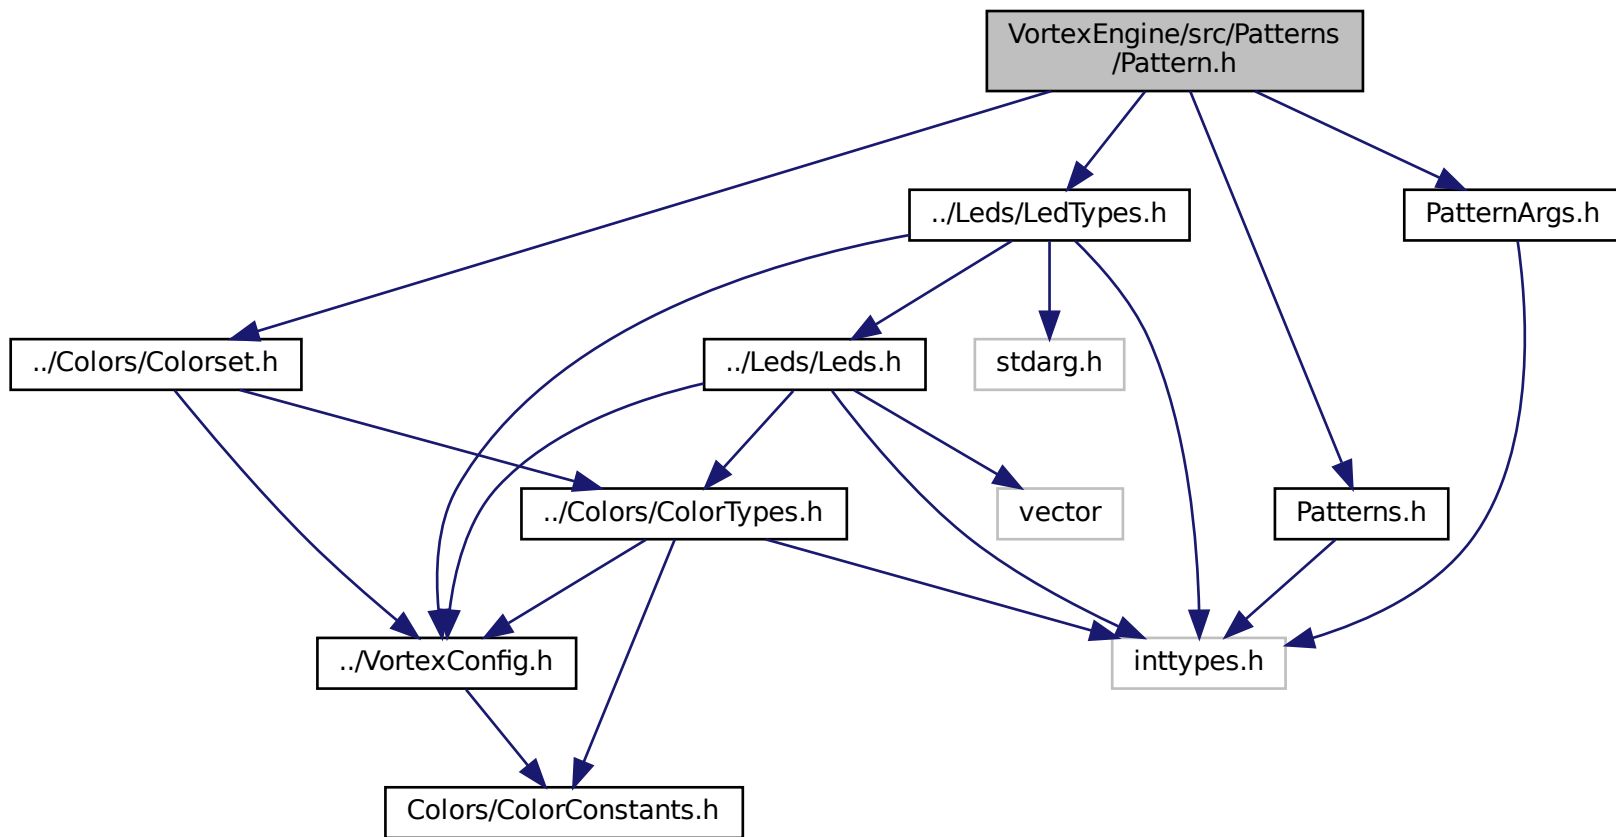 VortexEngine/src/Patterns
/Pattern.h
../Leds/LedTypes.h
PatternArgs.h
../Colors/Colorset.h
../Leds/Leds.h
stdarg.h
../Colors/ColorTypes.h
vector
Patterns.h
../VortexConfig.h
inttypes.h
Colors/ColorConstants.h